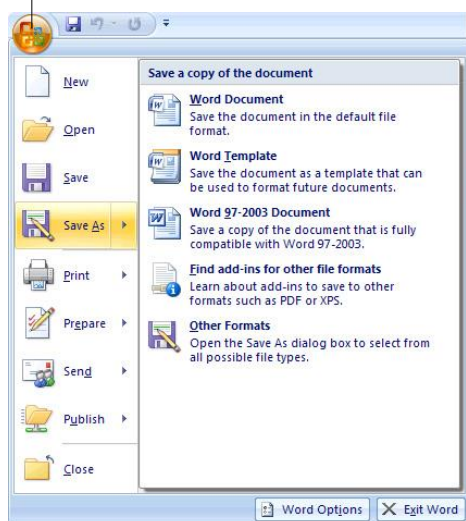 New
Open
Save
Save As
Print
Prepare
Send
Publish
Close
Save a copy of the document
Word Document
Save the document in the default file
format.
Word Template
Save the document as a template that can
be used to format future documents.
Word 97-2003 Document
Save a copy of the document that is fully
compatible with Word 97-2003.
Find add-ins for other file formats
Learn about add-ins to save to other
formats such as PDF or XPS.
Other Formats
Open the Save As dialog box to select from
all possible file types.
Word Options
Exit Word